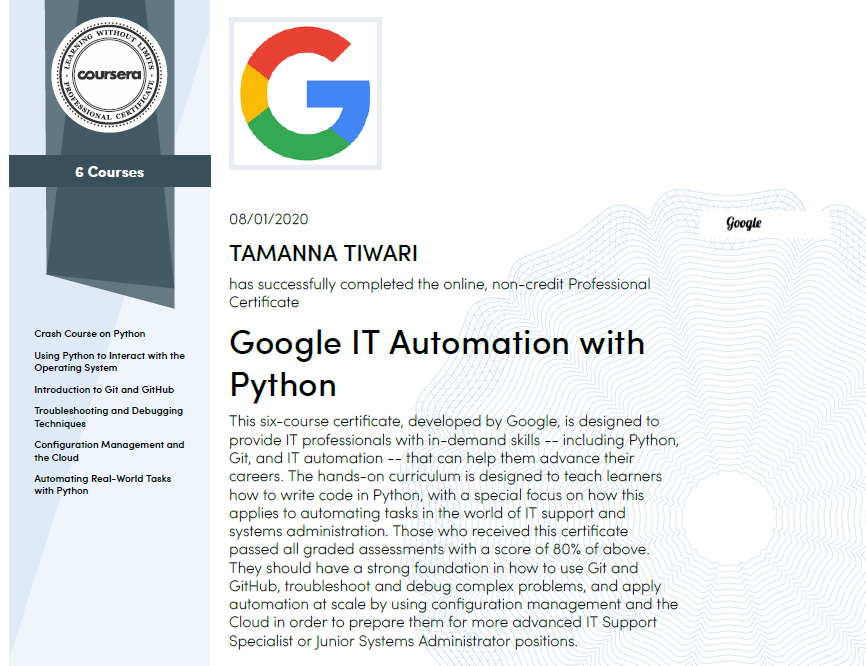 LEARNING WITHOUT LIMITS
coursera
PROFESSIONAL CERTIFICATE
6 Courses
Crash Course on Python
Using Python to Interact with the
Operating System
Introduction to Git and GitHub
Troubleshooting and Debugging
Techniques
Configuration Management and
the Cloud
Automating Real-World Tasks
with Python
08/01/2020
TAMANNA TIWARI
has successfully completed the online, non-credit Professional
Certificate
Google IT Automation with
Python
This six-course certificate, developed by Google, is designed to
provide IT professionals with in-demand skills -- including Python,
Git, and IT automation -- that can help them advance their
careers. The hands-on curriculum is designed to teach learners
how to write code in Python, with a special focus on how this
applies to automating tasks in the world of IT support and
systems administration. Those who received this certificate
passed all graded assessments with a score of 80% of above.
They should have a strong foundation in how to use Git and
GitHub, troubleshoot and debug complex problems, and apply
automation at scale by using configuration management and the
Cloud in order to prepare them for more advanced IT Support
Specialist or Junior Systems Administrator positions.
Google